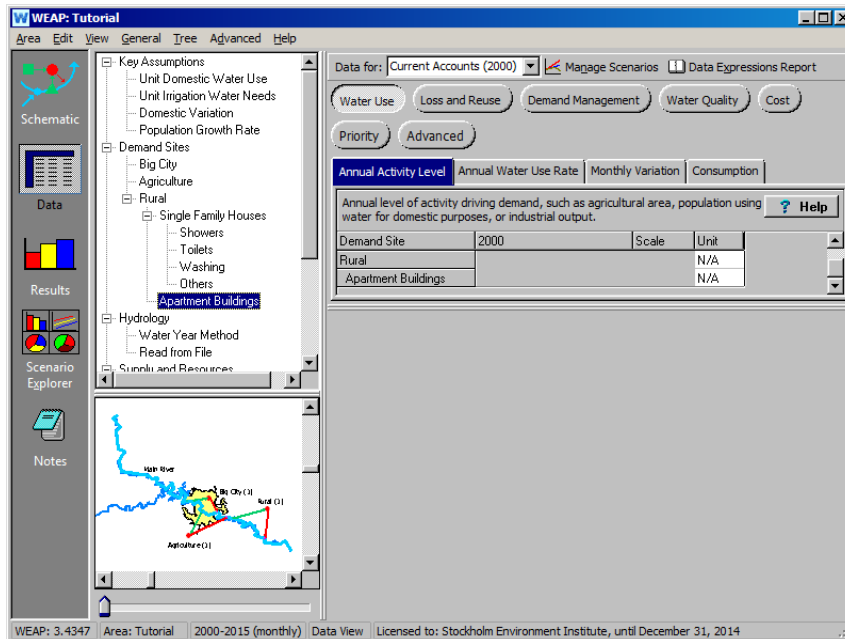 WEAP: Tutorial
Area Edit View General Tree Advanced Help
Schematic
Data
Results
Scenario
Explorer
Notes
Key Assumptions
Unit Domestic Water Use
Unit Irrigation Water Needs
Domestic Variation
Population Growth Rate
Demand Sites
Big City
Agriculture
Rural
Single Family Houses
Showers
Toilets
Washing
Others
Apartment Buildings
Hydrology
Water Year Method
Read from File
Supply and Resources
Main River
Big City (1)
Rural (1)
Agriculture (1)
Data for: Current Accounts (2000) Manage Scenarios Data Expressions Report
Water Use Loss and Reuse Demand Management Water Quality Cost
Priority Advanced
Annual Activity Level Annual Water Use Rate Monthly Variation Consumption
Annual level of activity driving demand, such as agricultural area, population using
water for domestic purposes, or industrial output.
? Help
Demand Site 2000 Scale Unit
Rural N/A
Apartment Buildings N/A
WEAP: 3.4347 Area: Tutorial 2000-2015 (monthly) Data View Licensed to: Stockholm Environment Institute, until December 31, 2014